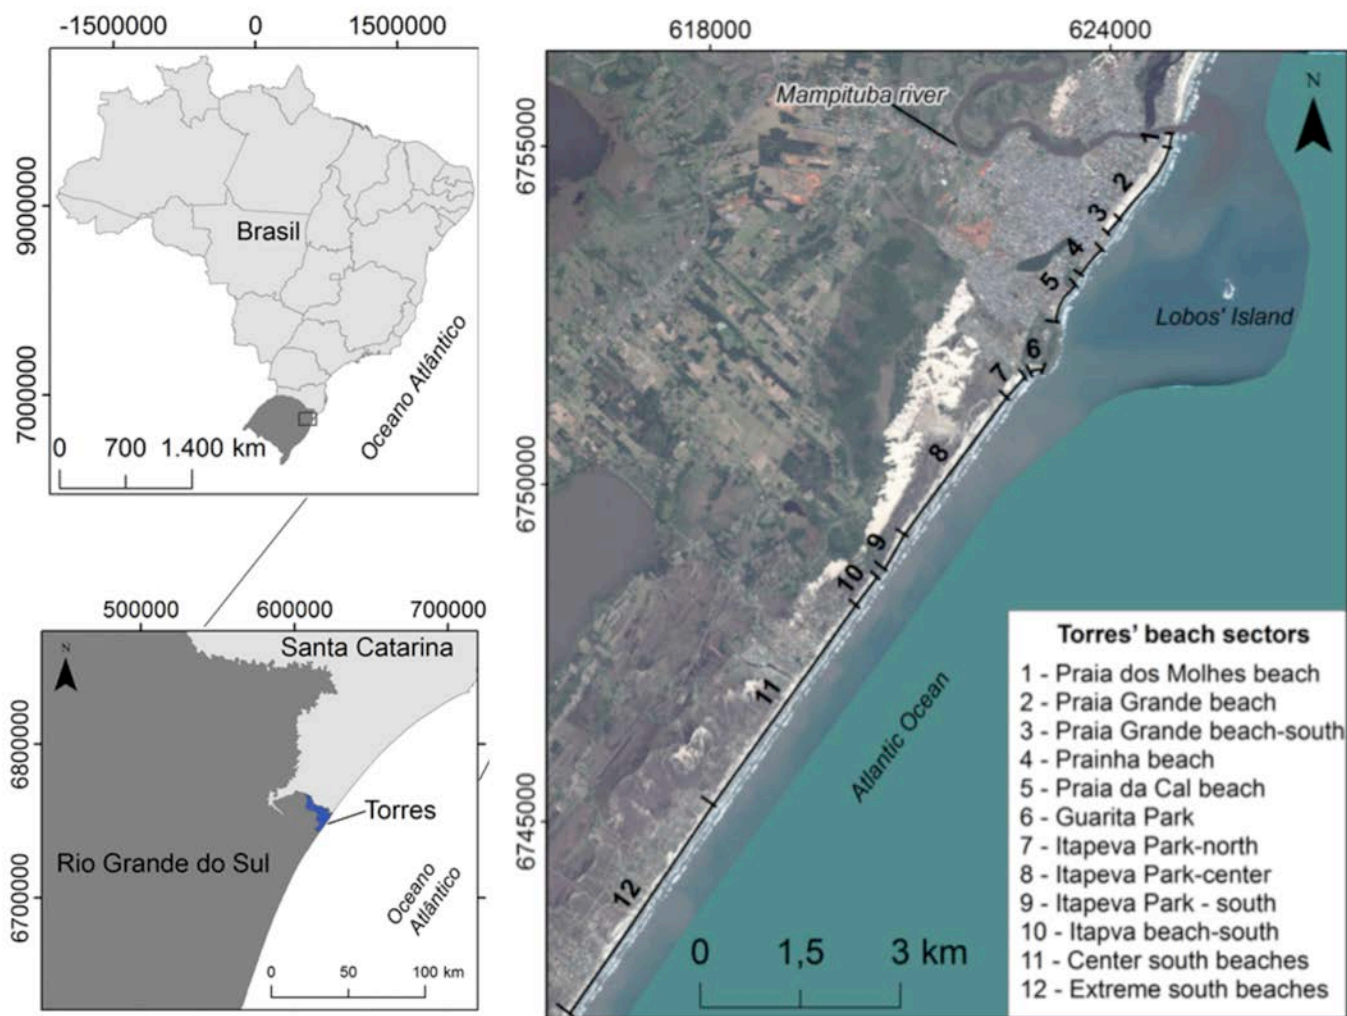 -1500000 0 1500000
9000000
7000000
Brasil
Oceano Atlântico
0 700 1.400 km
500000 600000 700000
N
Santa Catarina
6800000
6700000
Torres
Rio Grande do Sul
Oceano
Atlântico
0 50 100 km
618000 624000
6755000
6750000
6745000
Mampituba river
N
1
2
3
4
5
Lobos' Island
6
7
8
9
10
11
12
Atlantic Ocean
0 1,5 3 km
Torres' beach sectors
1 - Praia dos Molhes beach
2 - Praia Grande beach
3 - Praia Grande beach-south
4 - Prainha beach
5 - Praia da Cal beach
6 - Guarita Park
7 - Itapeva Park-north
8 - Itapeva Park-center
9 - Itapeva Park - south
10 - Itapva beach-south
11 - Center south beaches
12 - Extreme south beaches